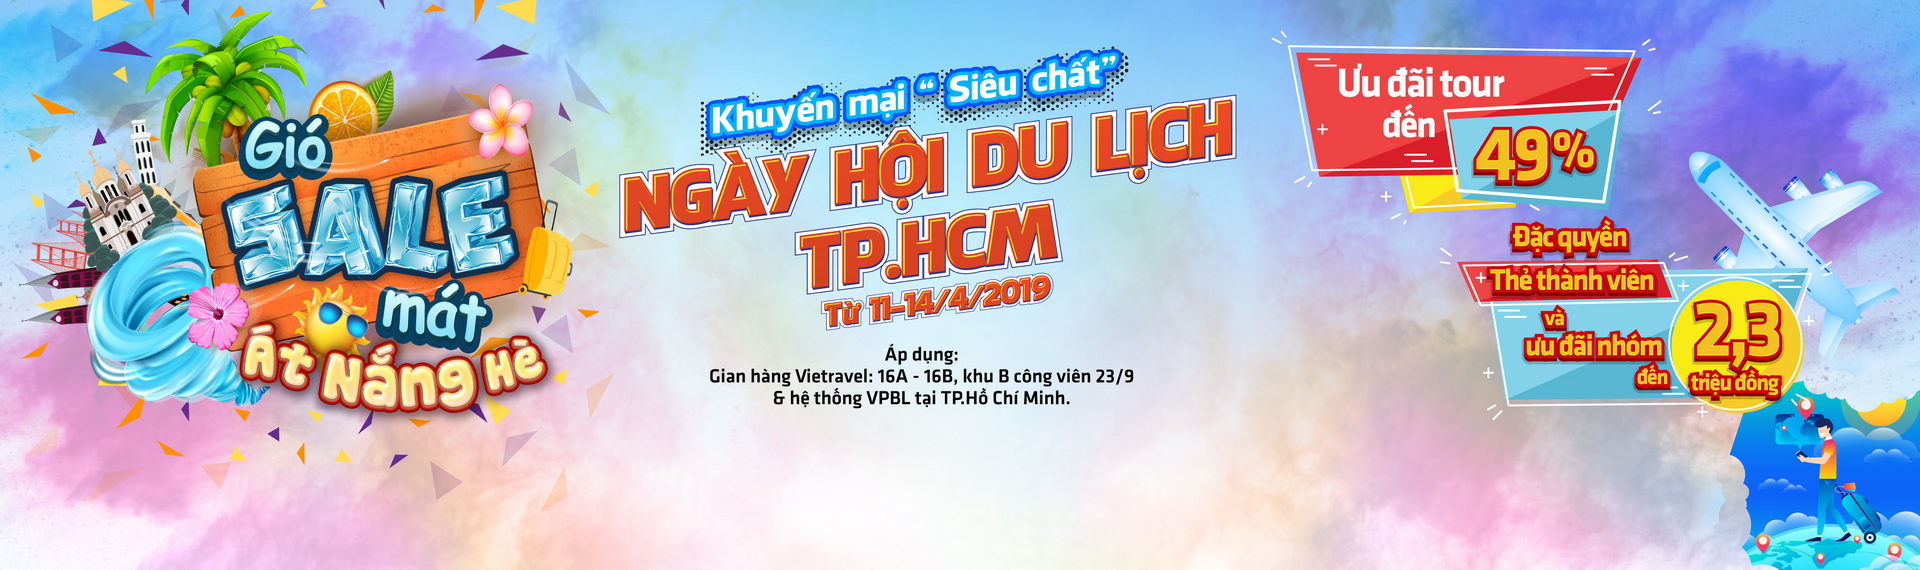 Gió
SALE
mát
Át Nắng Hè
Khuyến mại “ Siêu chất”
NGÀY HỘI DU LỊCH
TP.HCM
Từ 11-14/4/2019
Áp dụng:
Gian hàng Vietravel: 16A - 16B, khu B công viên 23/9
& hệ thống VPBL tại TP.Hồ Chí Minh.
Ưu đãi tour
đến
49%
Đặc quyền
Thẻ thành viên
và
ưu đãi nhóm
đến
2,3
triệu đồng